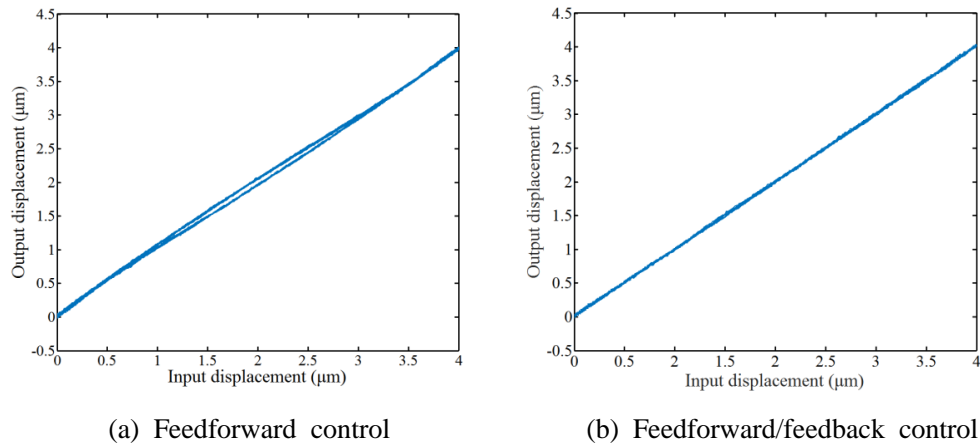 4.5
4
3.5
3
2.5
2
1.5
1
0.5
0
-0.5
Output displacement (μm)
0 0.5 1 1.5 2 2.5 3 3.5 4
Input displacement (μm)
(a) Feedforward control
4.5
4
3.5
3
2.5
2
1.5
1
0.5
0
-0.5
Output displacement (μm)
0 0.5 2 1.5 2 2.5 3 3.5 4
Input displacement (μm)
(b) Feedforward/feedback control